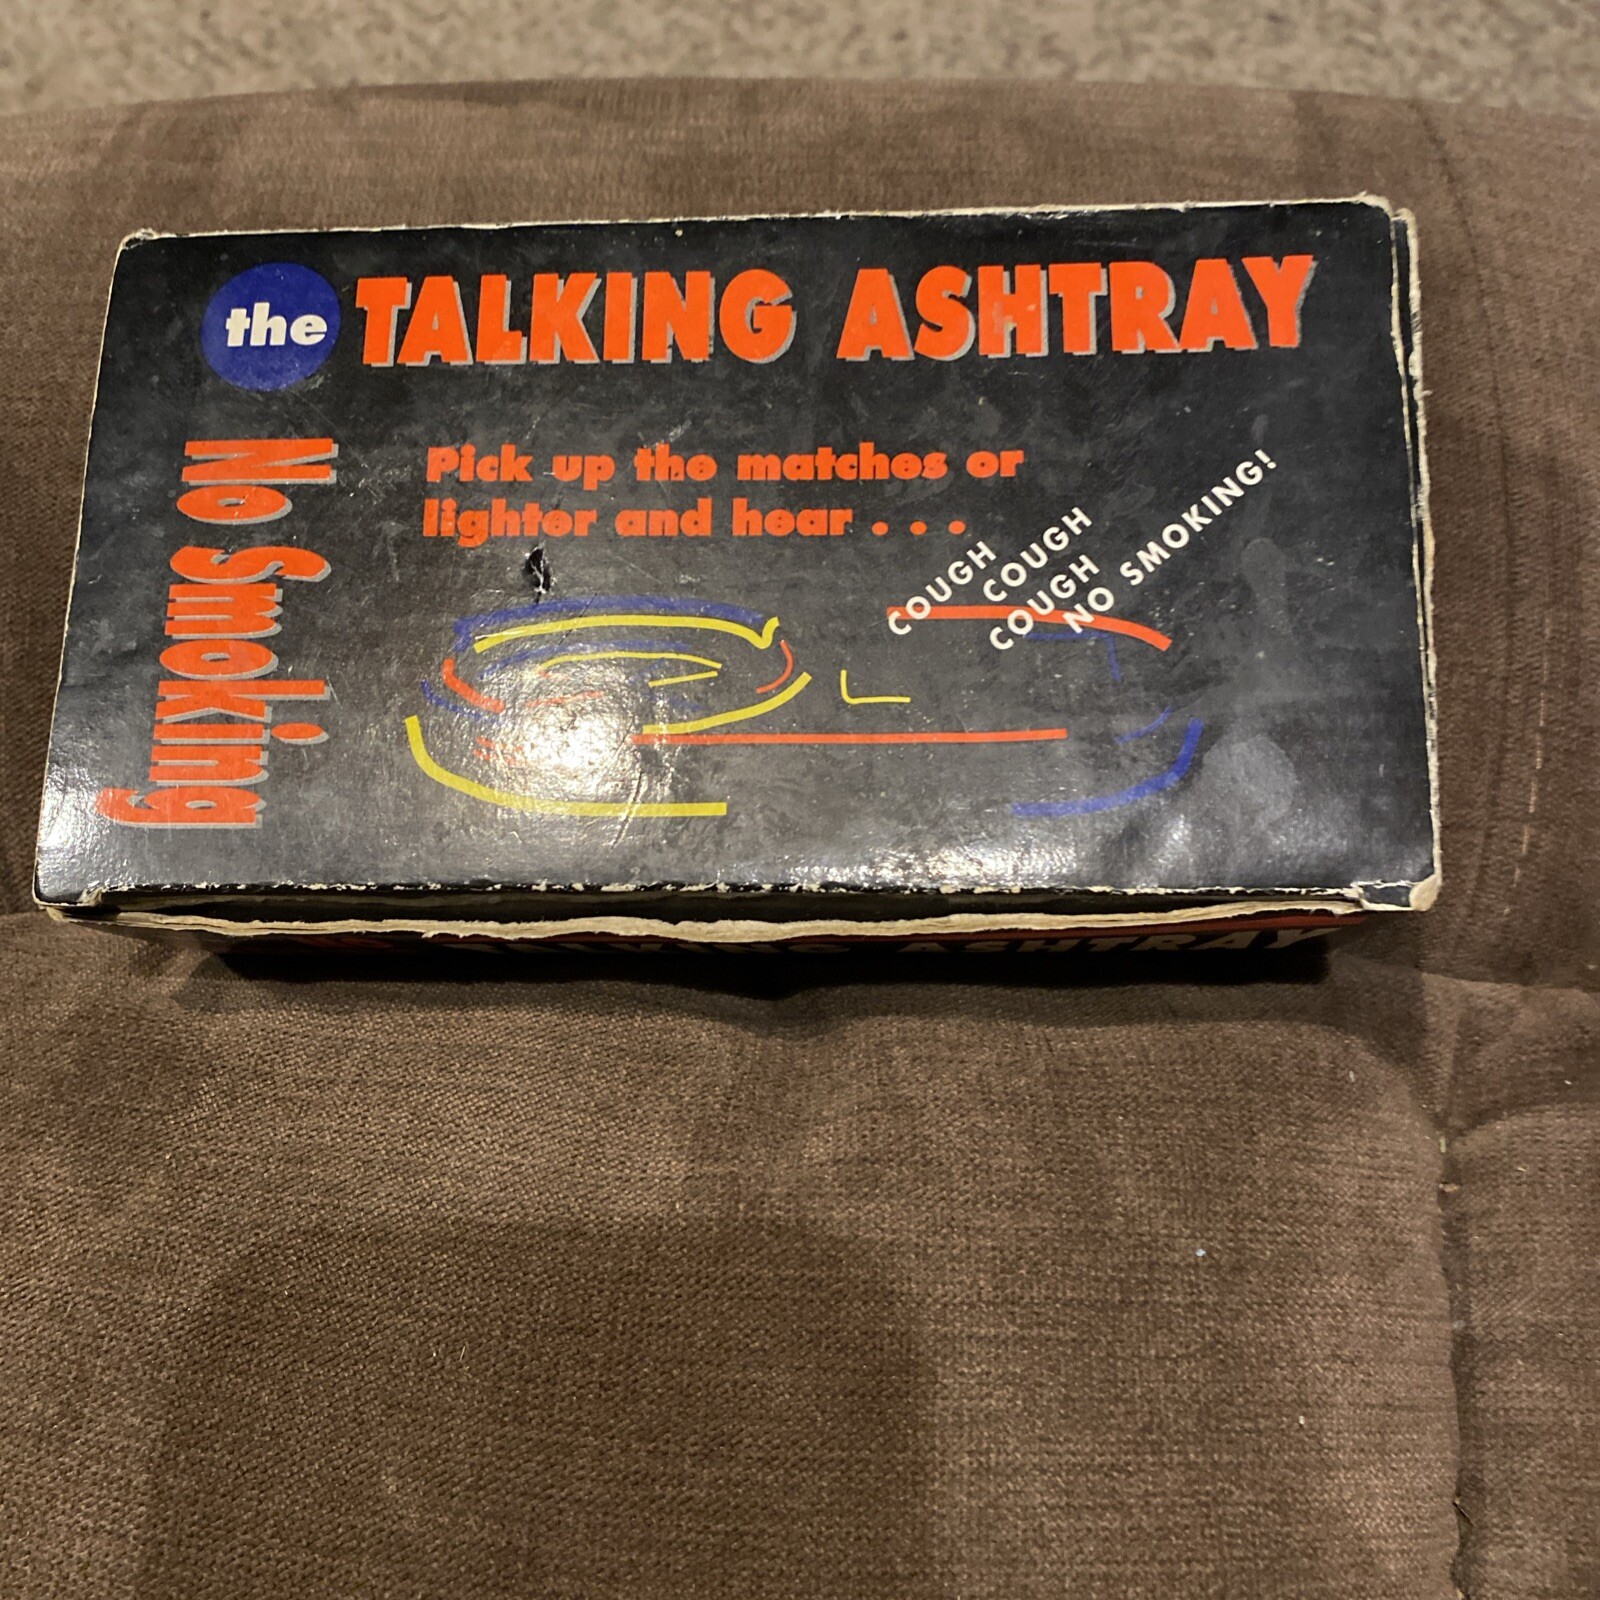 the TALKING ASHTRAY
No Smoking
Pick up the matches or
lighter and hear . . .
COUGH
COUGH
COUGH
NO SMOKING!
TALKING ASHTRAY